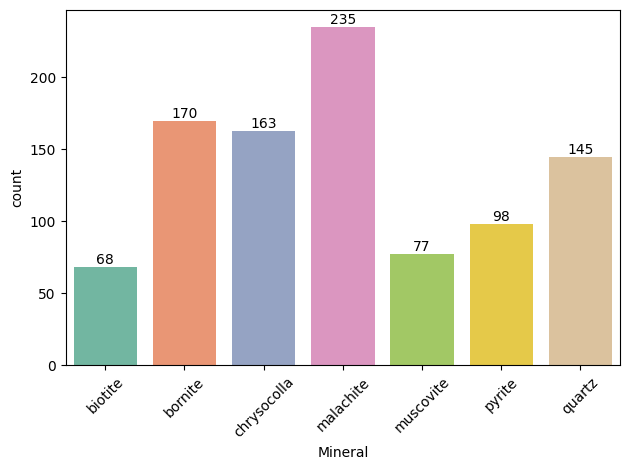 235
170
163
145
98
77
68
200
150
100
50
0
count
biotite
bornite
chrysocolla
malachite
muscovite
pyrite
quartz
Mineral